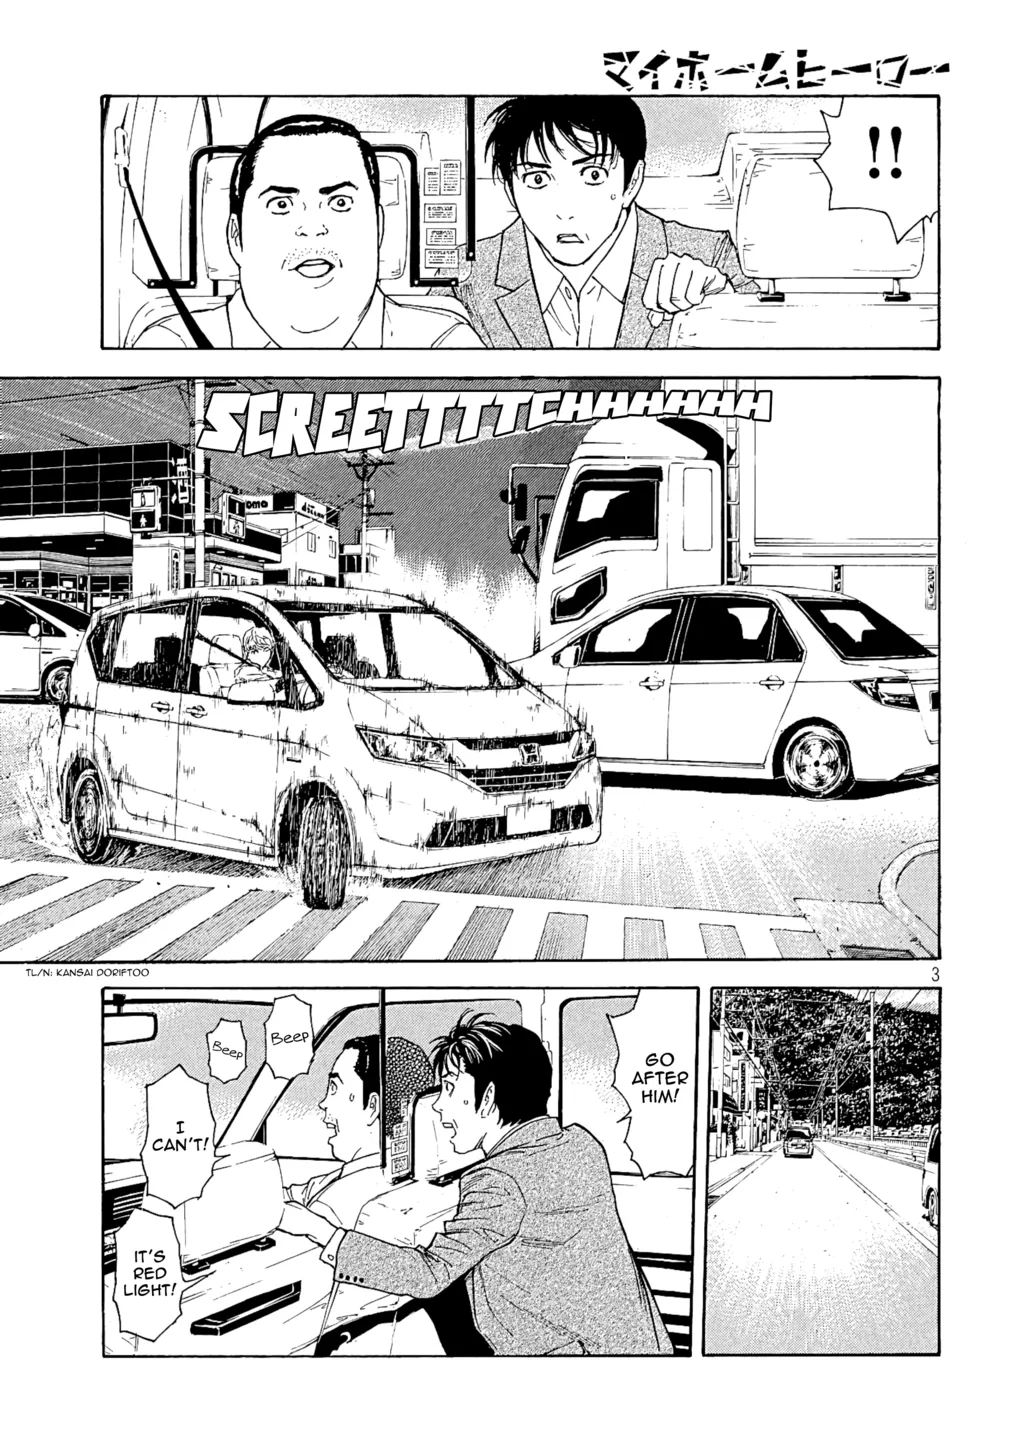 マイホームヒーロー
!!
SCREETTTTCHHHHHHH
TL/N: KANSAI DORIFTOO
3
GO
AFTER
HIM!
Beep
Beep
I
CAN'T!
IT'S
RED
LIGHT!